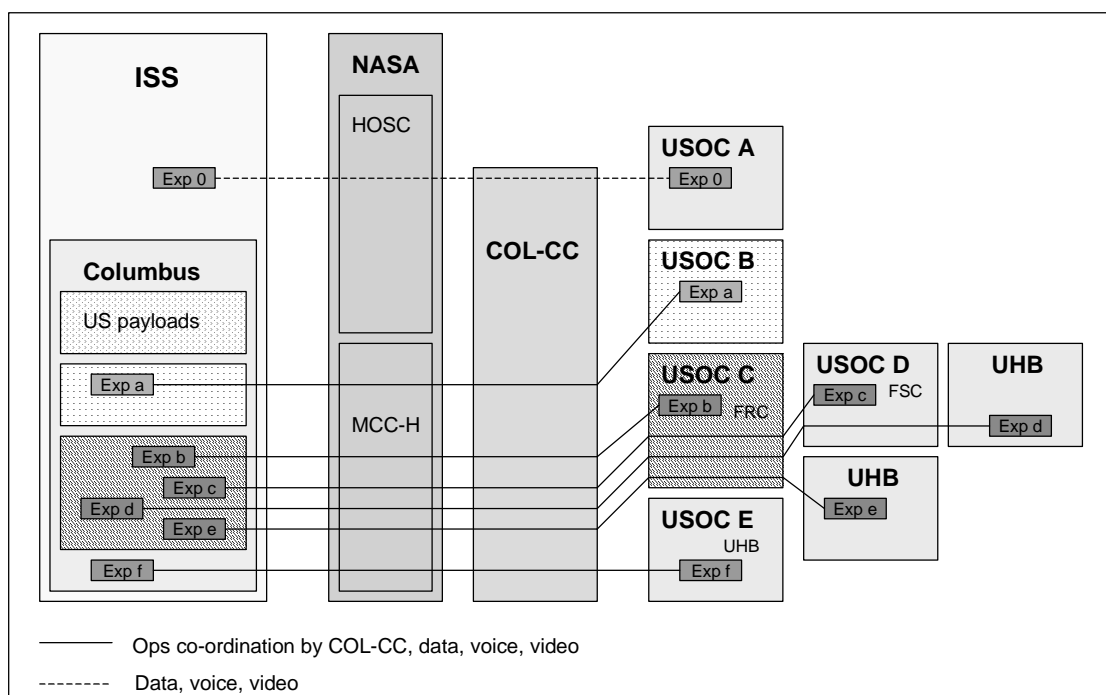 ISS
Exp 0
Columbus
US payloads
Exp a
Exp b
Exp c
Exp d
Exp e
Exp f
NASA
HOSC
MCC-H
COL-CC
USOC A
Exp 0
USOC B
Exp a
USOC C
Exp b
FRC
USOC D
Exp c
FSC
UHB
Exp d
UHB
Exp e
USOC E
UHB
Exp f
Ops co-ordination by COL-CC, data, voice, video
Data, voice, video